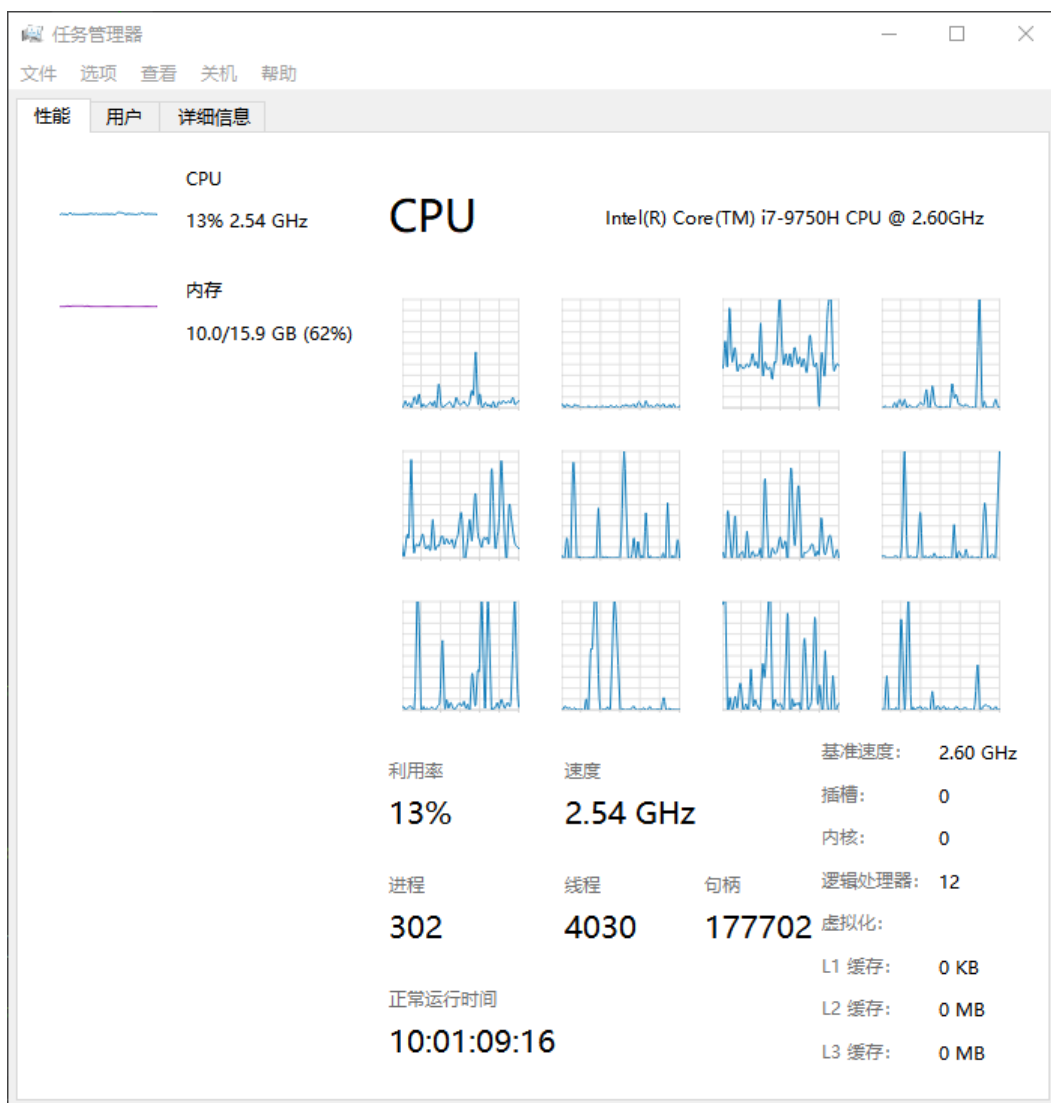 任务管理器
文件 选项 查看 关机 帮助
性能 用户 详细信息
CPU
13% 2.54 GHz
内存
10.0/15.9 GB (62%)
CPU
Intel(R) Core(TM) i7-9750H CPU @ 2.60GHz
利用率 速度
13% 2.54 GHz
进程 线程 句柄
302 4030 177702
正常运行时间
10:01:09:16
基准速度: 2.60 GHz
插槽: 0
内核: 0
逻辑处理器: 12
虚拟化:
L1 缓存: 0 KB
L2 缓存: 0 MB
L3 缓存: 0 MB